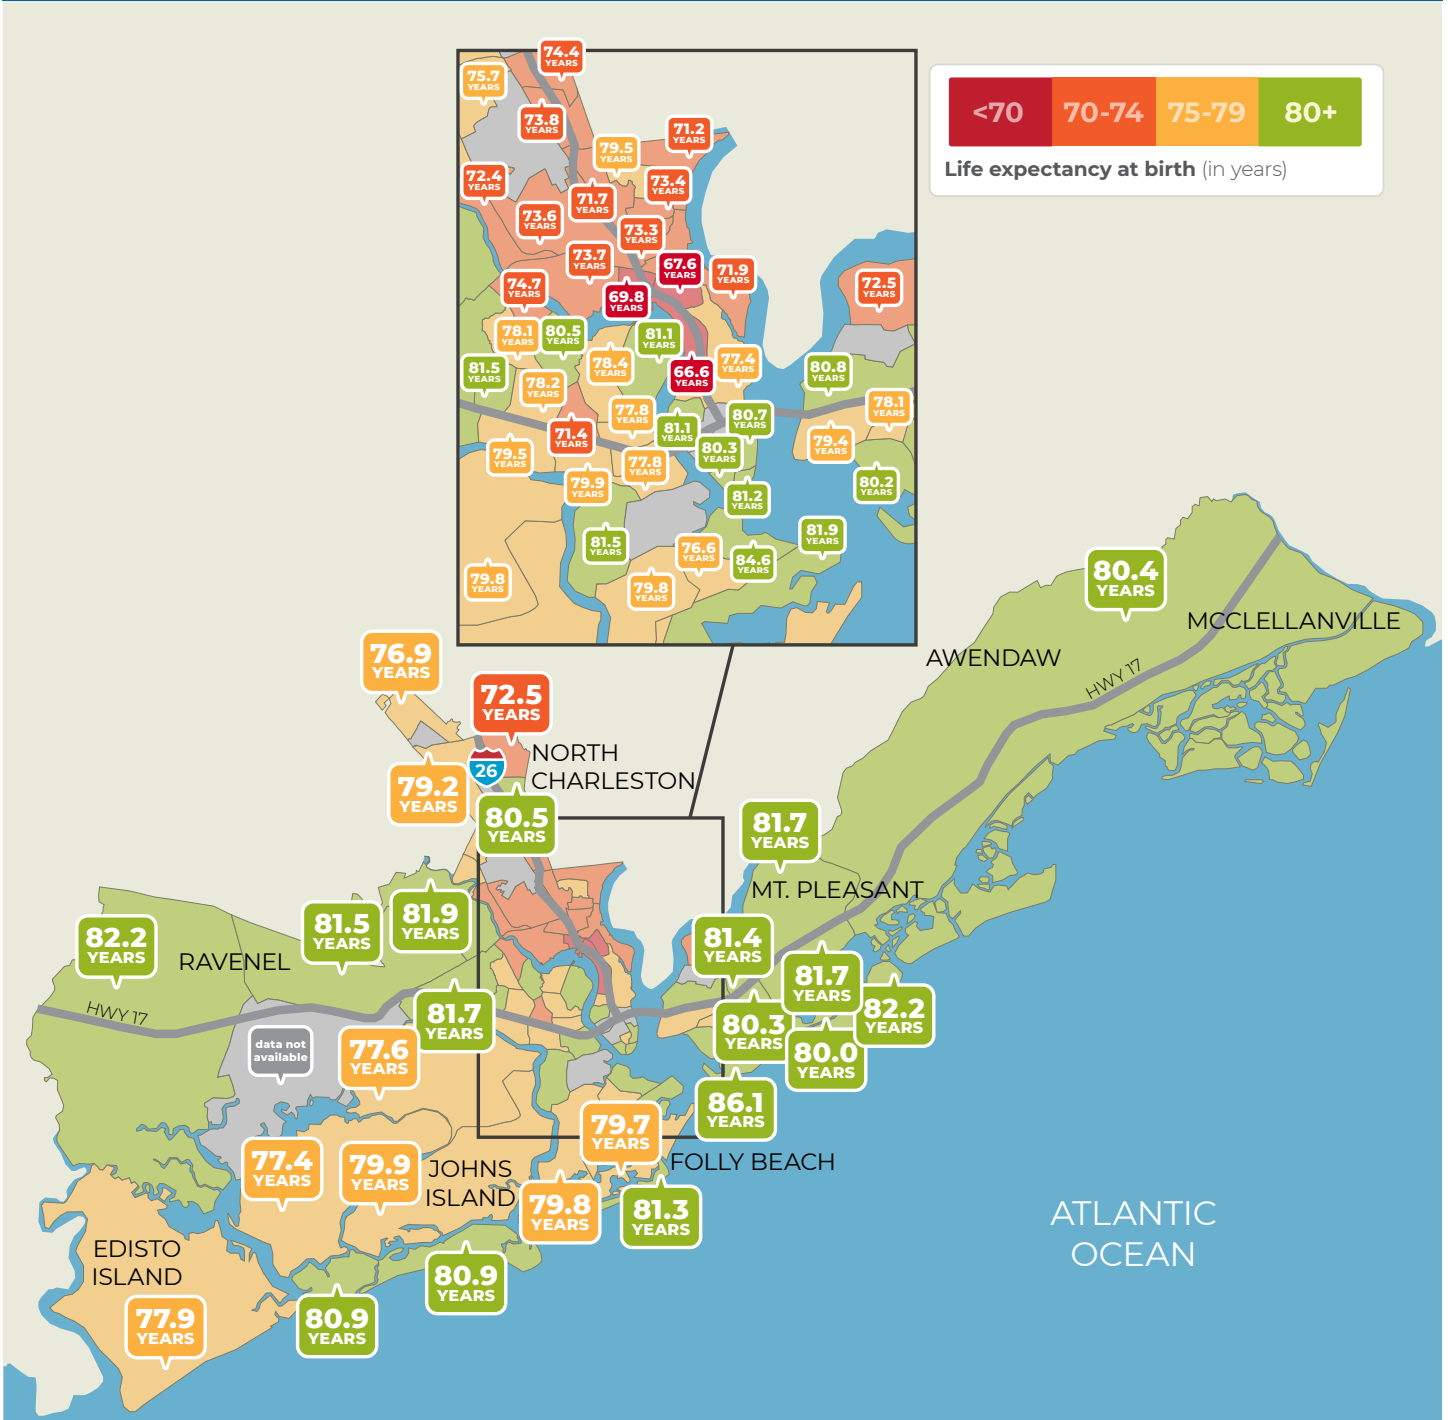 74.4
YEARS
75.7
YEARS
73.8
YEARS
71.2
YEARS
79.5
YEARS
72.4
YEARS
73.4
YEARS
71.7
YEARS
73.6
YEARS
73.3
YEARS
73.7
YEARS
67.6
YEARS
71.9
YEARS
74.7
YEARS
69.8
YEARS
72.5
YEARS
78.1
YEARS
80.5
YEARS
81.1
YEARS
78.4
YEARS
77.4
YEARS
81.5
YEARS
66.6
YEARS
80.8
YEARS
78.2
YEARS
77.8
YEARS
78.1
YEARS
71.4
YEARS
81.1
YEARS
80.7
YEARS
79.4
YEARS
79.5
YEARS
80.3
YEARS
77.8
YEARS
79.9
YEARS
81.2
YEARS
80.2
YEARS
81.5
YEARS
76.6
YEARS
84.6
YEARS
81.9
YEARS
79.8
YEARS
79.8
YEARS
<70
70-74
75-79
80+
Life expectancy at birth (in years)
80.4
YEARS
MCCLELLANVILLE
AWENDAW
HWY 17
76.9
YEARS
72.5
YEARS
NORTH
CHARLESTON
26
79.2
YEARS
80.5
YEARS
81.7
YEARS
MT. PLEASANT
82.2
YEARS
RAVENEL
81.5
YEARS
81.9
YEARS
81.4
YEARS
81.7
YEARS
82.2
YEARS
HWY 17
81.7
YEARS
80.3
YEARS
80.0
YEARS
data not
available
77.6
YEARS
86.1
YEARS
79.7
YEARS
77.4
YEARS
79.9
YEARS
JOHNS
ISLAND
FOLLY BEACH
79.8
YEARS
81.3
YEARS
ATLANTIC
OCEAN
EDISTO
ISLAND
80.9
YEARS
77.9
YEARS
80.9
YEARS